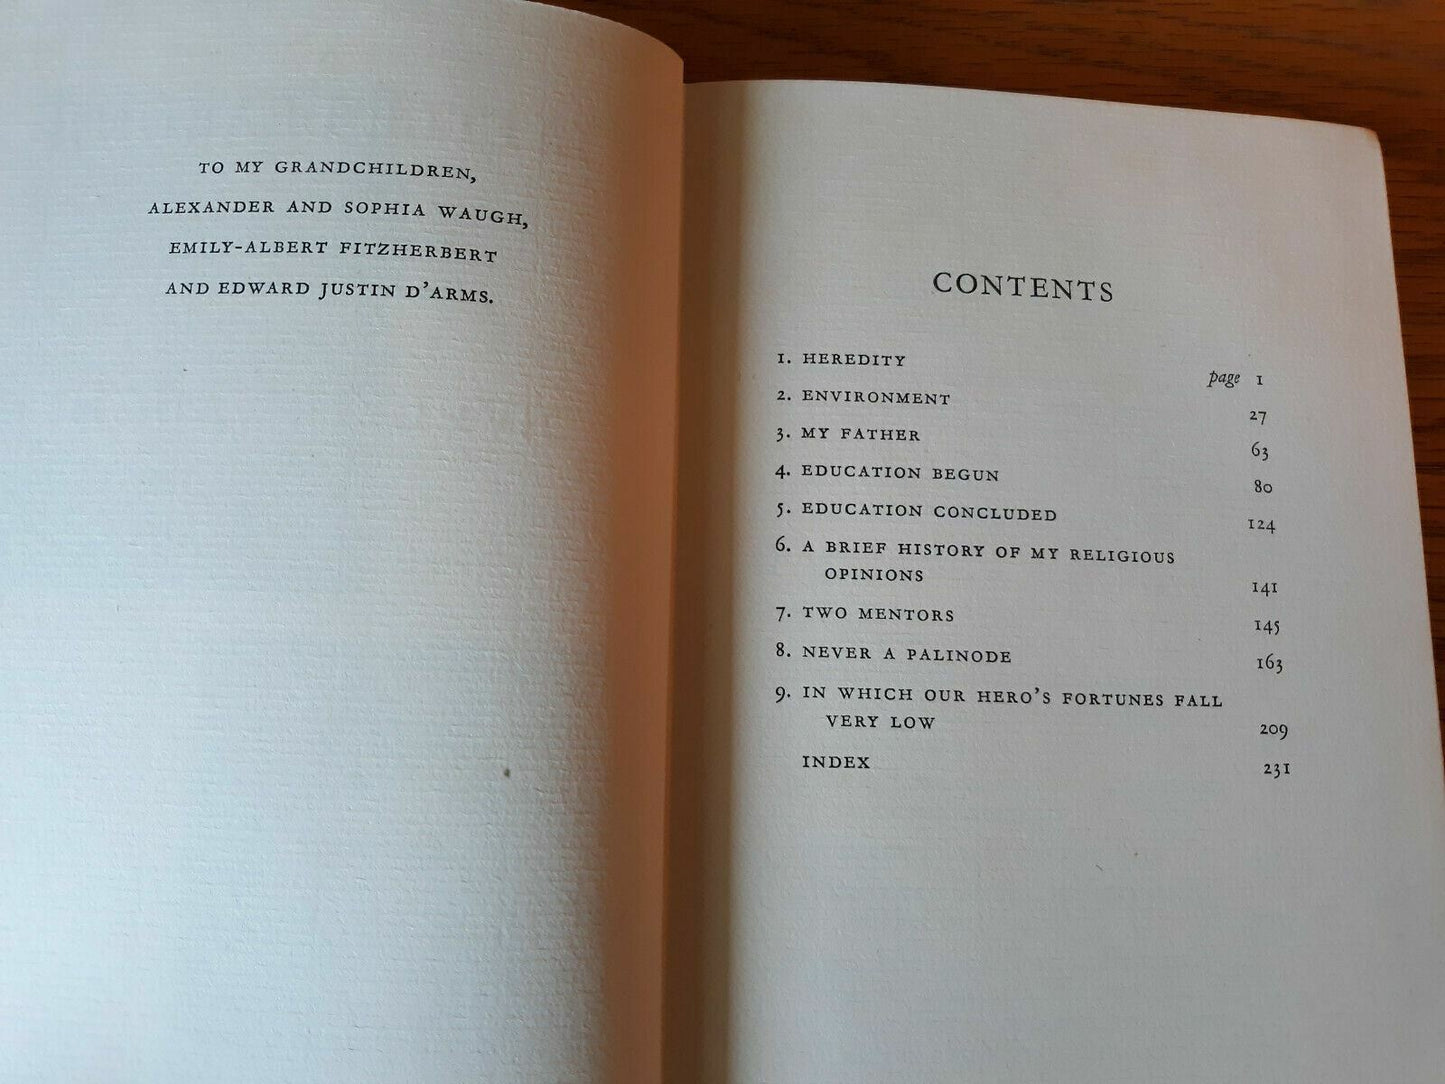 TO MY GRANDCHILDREN,
ALEXANDER AND SOPHIA WAUGH,
EMILY-ALBERT FITZHERBERT
AND EDWARD JUSTIN D'ARMS.
CONTENTS
1. HEREDITY page 1
2. ENVIRONMENT 27
3. MY FATHER 63
4. EDUCATION BEGUN 80
5. EDUCATION CONCLUDED 124
6. A BRIEF HISTORY OF MY RELIGIOUS
OPINIONS 141
7. TWO MENTORS 145
8. NEVER A PALINODE 163
9. IN WHICH OUR HERO'S FORTUNES FALL
VERY LOW 209
INDEX 231